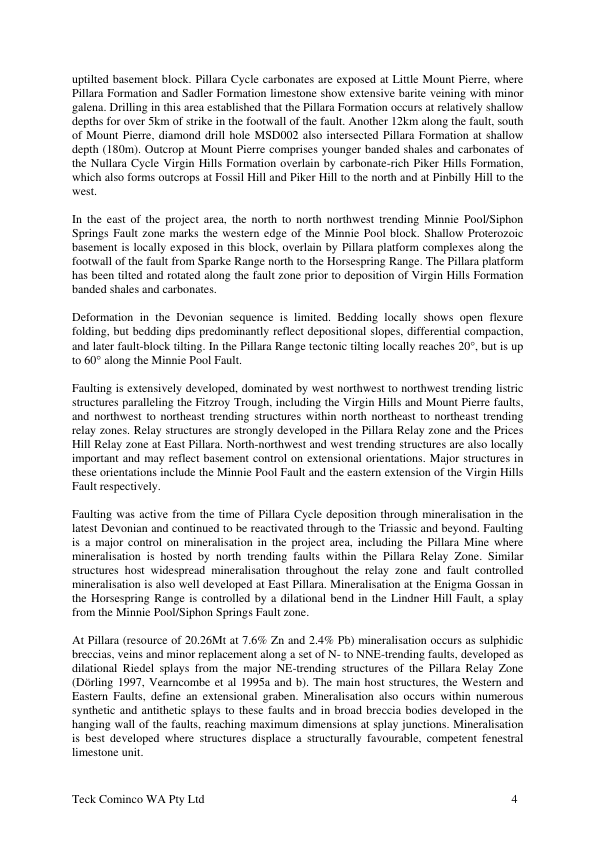 uptilted basement block. Pillara Cycle carbonates are exposed at Little Mount Pierre, where
Pillara Formation and Sadler Formation limestone show extensive barite veining with minor
galena. Drilling in this area established that the Pillara Formation occurs at relatively shallow
depths for over 5km of strike in the footwall of the fault. Another 12km along the fault, south
of Mount Pierre, diamond drill hole MSD002 also intersected Pillara Formation at shallow
depth (180m). Outcrop at Mount Pierre comprises younger banded shales and carbonates of
the Nullara Cycle Virgin Hills Formation overlain by carbonate-rich Piker Hills Formation,
which also forms outcrops at Fossil Hill and Piker Hill to the north and at Pinbilly Hill to the
west.
In the east of the project area, the north to north northwest trending Minnie Pool/Siphon
Springs Fault zone marks the western edge of the Minnie Pool block. Shallow Proterozoic
basement is locally exposed in this block, overlain by Pillara platform complexes along the
footwall of the fault from Sparke Range north to the Horsespring Range. The Pillara platform
has been tilted and rotated along the fault zone prior to deposition of Virgin Hills Formation
banded shales and carbonates.
Deformation in the Devonian sequence is limited. Bedding locally shows open flexure
folding, but bedding dips predominantly reflect depositional slopes, differential compaction,
and later fault-block tilting. In the Pillara Range tectonic tilting locally reaches 20°, but is up
to 60° along the Minnie Pool Fault.
Faulting is extensively developed, dominated by west northwest to northwest trending listric
structures paralleling the Fitzroy Trough, including the Virgin Hills and Mount Pierre faults,
and northwest to northeast trending structures within north northeast to northeast trending
relay zones. Relay structures are strongly developed in the Pillara Relay zone and the Prices
Hill Relay zone at East Pillara. North-northwest and west trending structures are also locally
important and may reflect basement control on extensional orientations. Major structures in
these orientations include the Minnie Pool Fault and the eastern extension of the Virgin Hills
Fault respectively.
Faulting was active from the time of Pillara Cycle deposition through mineralisation in the
latest Devonian and continued to be reactivated through to the Triassic and beyond. Faulting
is a major control on mineralisation in the project area, including the Pillara Mine where
mineralisation is hosted by north trending faults within the Pillara Relay Zone. Similar
structures host widespread mineralisation throughout the relay zone and fault controlled
mineralisation is also well developed at East Pillara. Mineralisation at the Enigma Gossan in
the Horsespring Range is controlled by a dilational bend in the Lindner Hill Fault, a splay
from the Minnie Pool/Siphon Springs Fault zone.
At Pillara (resource of 20.26Mt at 7.6% Zn and 2.4% Pb) mineralisation occurs as sulphidic
breccias, veins and minor replacement along a set of N- to NNE-trending faults, developed as
dilational Riedel splays from the major NE-trending structures of the Pillara Relay Zone
(Dörling 1997, Vearncombe et al 1995a and b). The main host structures, the Western and
Eastern Faults, define an extensional graben. Mineralisation also occurs within numerous
synthetic and antithetic splays to these faults and in broad breccia bodies developed in the
hanging wall of the faults, reaching maximum dimensions at splay junctions. Mineralisation
is best developed where structures displace a structurally favourable, competent fenestral
limestone unit.
Teck Cominco WA Pty Ltd 4